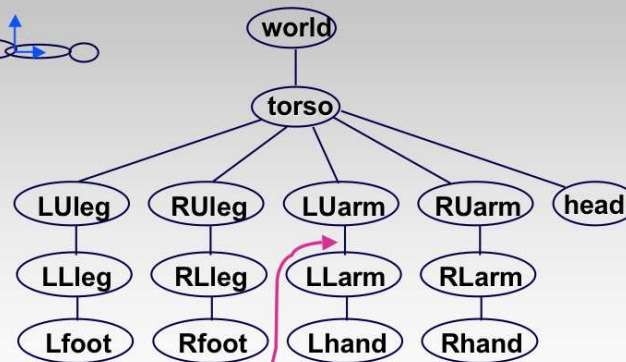 world
torso
LUleg RUleg LUarm RUarm head
LLleg RLleg LLarm RLarm
Lfoot Rfoot Lhand Rhand